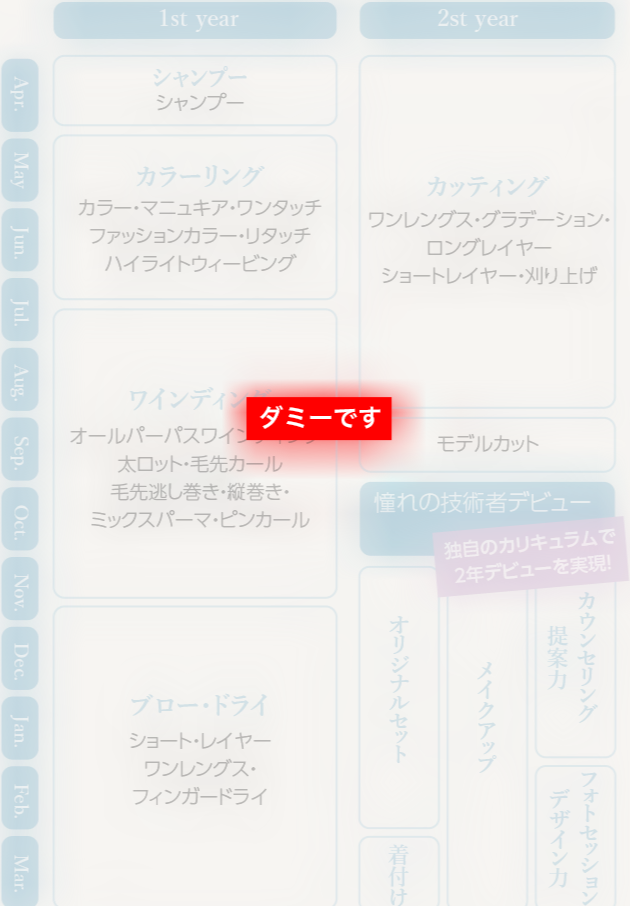 1st year
2st year
Apr.
May
Jun.
Jul.
Aug.
Sep.
Oct.
Nov.
Dec.
Jan.
Feb.
Mar.
シャンプー
シャンプー
カラーリング
カラー・マニュキア・ワンタッチ
ファッションカラー・リタッチ
ハイライトウィービング
ワインディング
オールパーパスワインディング
太ロット・毛先カール
毛先逃し巻き・縦巻き・
ミックスパーマ・ピンカール
ブロー・ドライ
ショート・レイヤー
ワンレングス・
フィンガードライ
カッティング
ワンレングス・グラデーション・
ロングレイヤー
ショートレイヤー・刈り上げ
ダミーです
モデルカット
憧れの技術者デビュー
独自のカリキュラムで
2年デビューを実現!
オリジナルセット
着付け
メイクアップ
カウンセリング
提案力
フォトセッション
デザイン力